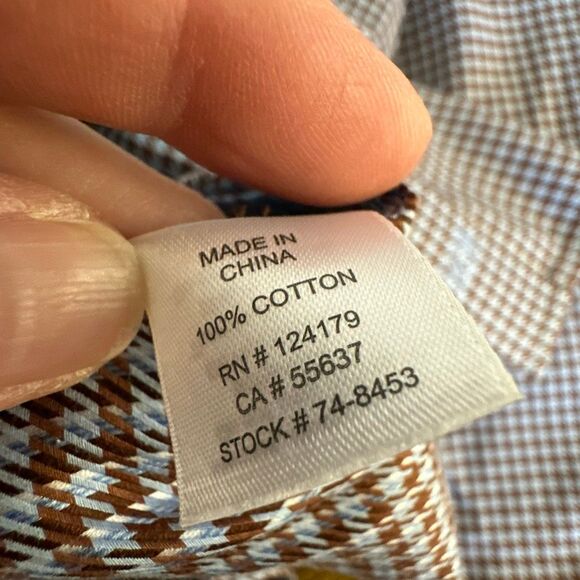 MADE IN
CHINA
100% COTTON
RN # 124179
CA # 55637
STOCK # 74-8453